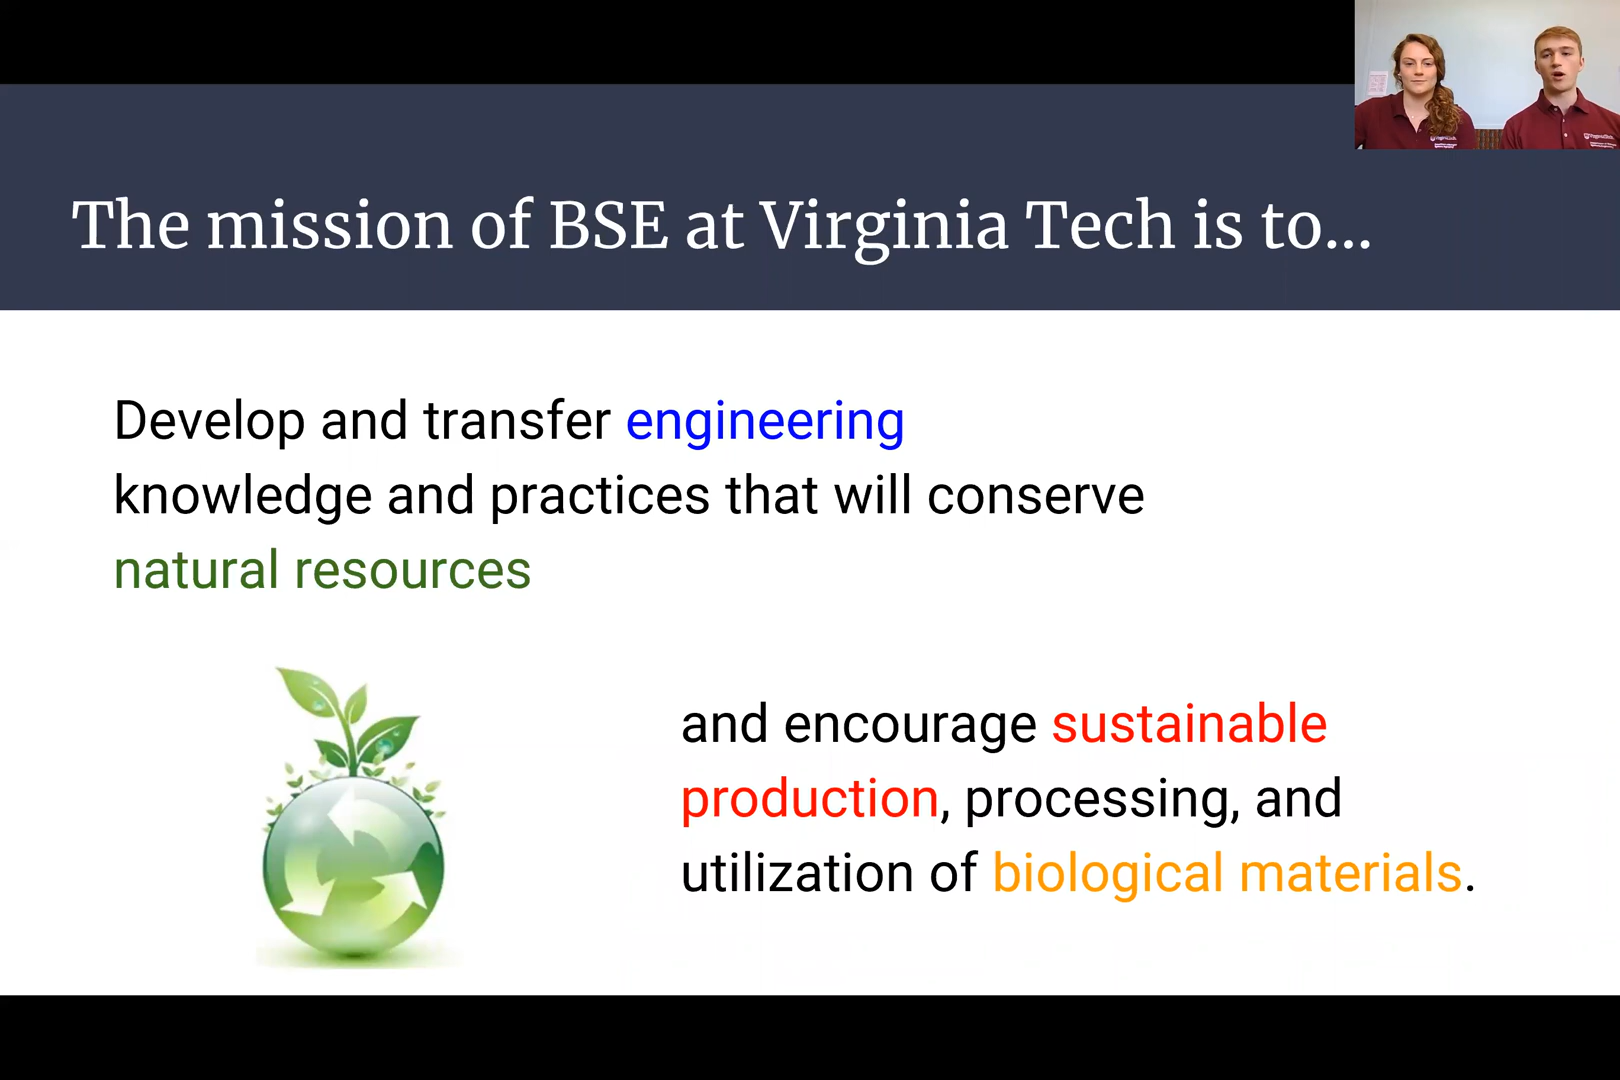 The mission of BSE at Virginia Tech is to...
Develop and transfer engineering
knowledge and practices that will conserve
natural resources
and encourage sustainable
production, processing, and
utilization of biological materials.